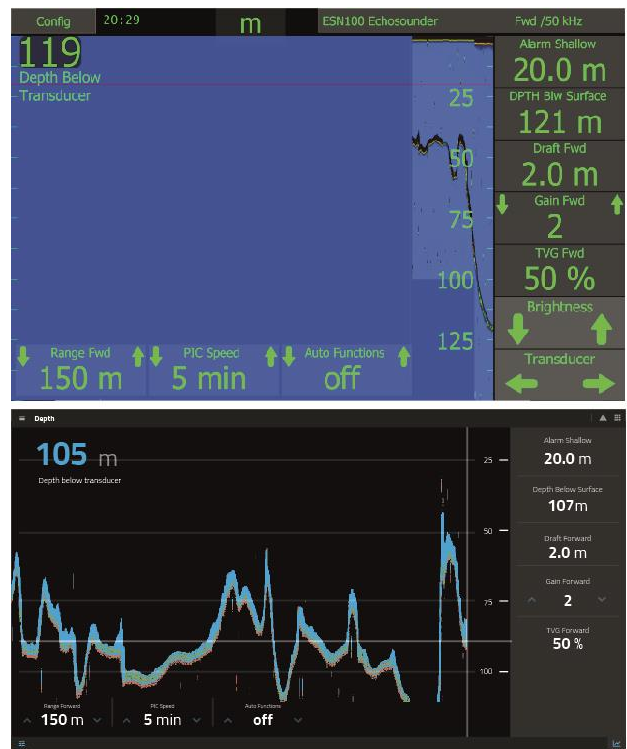 Config
20:29
m
ESN100 Echosounder
Fwd /50 kHz
119
Depth Below
Transducer
25
50
75
100
125
Alarm Shallow
20.0 m
DPTH Blw Surface
121 m
Draft Fwd
2.0 m
Gain Fwd
2
TVG Fwd
50 %
Brightness
Transducer
Range Fwd
150 m
PIC Speed
5 min
Auto Functions
off
Depth
105 m
Depth below transducer
25
50
75
100
Alarm Shallow
20.0 m
Depth Below Surface
107m
Draft Forward
2.0 m
Gain Forward
2
TVG Forward
50 %
Range Forward
150 m
PIC Speed
5 min
Auto Functions
off